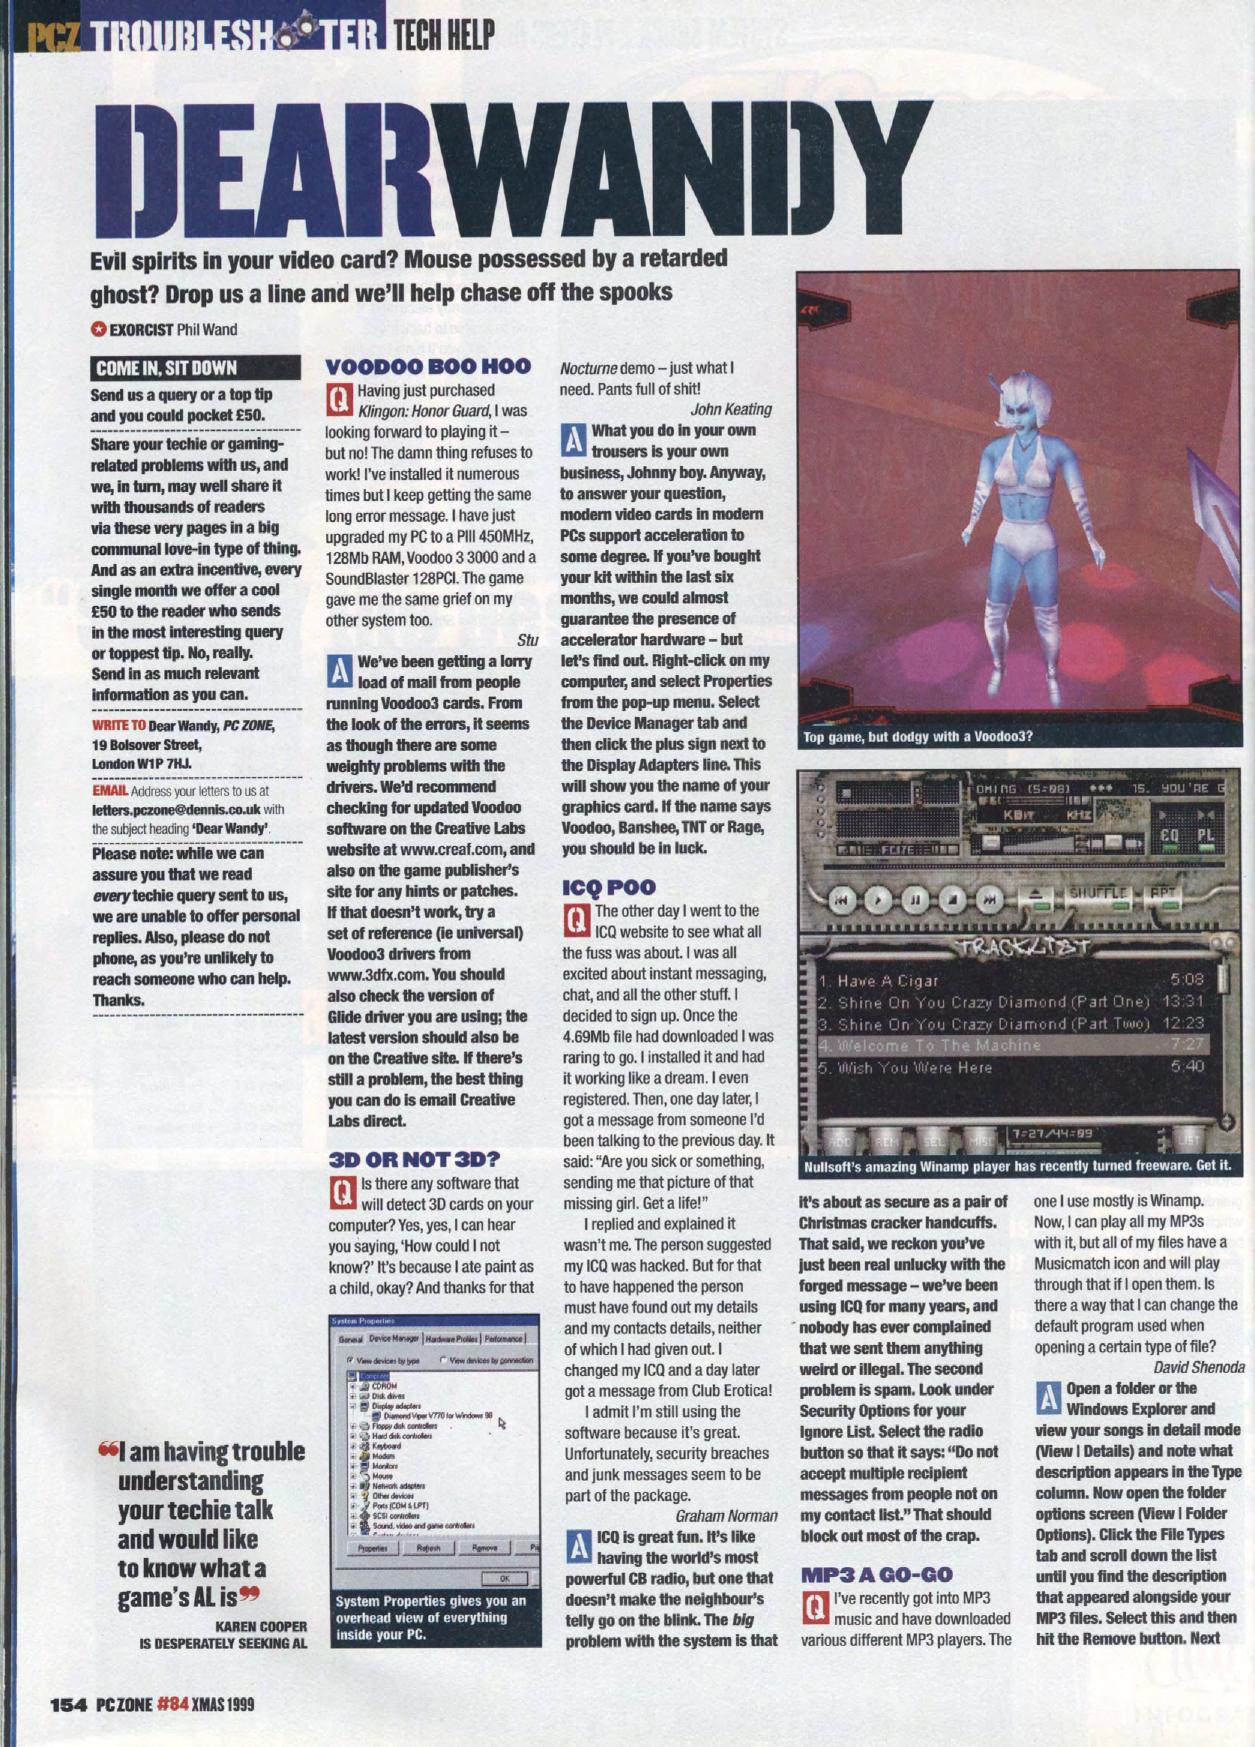 PCZ TROUBLESHOOTER TECH HELP
DEARWANDY
Evil spirits in your video card? Mouse possessed by a retarded
ghost? Drop us a line and we'll help chase off the spooks
EXORCIST Phil Wand
COME IN, SIT DOWN
Send us a query or a top tip
and you could pocket £50.
Share your techie or gaming-
related problems with us, and
we, in turn, may well share it
with thousands of readers
via these very pages in a big
communal love-in type of thing.
And as an extra incentive, every
single month we offer a cool
£50 to the reader who sends
in the most interesting query
or toppest tip. No, really.
Send in as much relevant
information as you can.
WRITE TO Dear Wandy, PC ZONE,
19 Bolsover Street,
London W1P 7HJ.
EMAIL Address your letters to us at
letters.pczone@dennis.co.uk with
the subject heading 'Dear Wandy'.
Please note: while we can
assure you that we read
every techie query sent to us,
we are unable to offer personal
replies. Also, please do not
phone, as you're unlikely to
reach someone who can help.
Thanks.
❝I am having trouble
understanding
your techie talk
and would like
to know what a
game's AL is❞
KAREN COOPER
IS DESPERATELY SEEKING AL
VOODOO BOO HOO
Q Having just purchased
Klingon: Honor Guard, I was
looking forward to playing it –
but no! The damn thing refuses to
work! I've installed it numerous
times but I keep getting the same
long error message. I have just
upgraded my PC to a PIII 450MHz,
128Mb RAM, Voodoo 3 3000 and a
SoundBlaster 128PCI. The game
gave me the same grief on my
other system too.
Stu
A We've been getting a lorry
load of mail from people
running Voodoo3 cards. From
the look of the errors, it seems
as though there are some
weighty problems with the
drivers. We'd recommend
checking for updated Voodoo
software on the Creative Labs
website at www.creaf.com, and
also on the game publisher's
site for any hints or patches.
If that doesn't work, try a
set of reference (ie universal)
Voodoo3 drivers from
www.3dfx.com. You should
also check the version of
Glide driver you are using; the
latest version should also be
on the Creative site. If there's
still a problem, the best thing
you can do is email Creative
Labs direct.
3D OR NOT 3D?
Q Is there any software that
will detect 3D cards on your
computer? Yes, yes, I can hear
you saying, 'How could I not
know?' It's because I ate paint as
a child, okay? And thanks for that
System Properties
General Device Manager Hardware Profiles Performance
View devices by type View devices by connection
Computer
CDROM
Disk drives
Display adapters
Diamond Viper V770 for Windows 98
Floppy disk controllers
Hard disk controllers
Keyboard
Modem
Monitors
Mouse
Network adapters
Other devices
Ports (COM & LPT)
SCSI controllers
Sound, video and game controllers
Properties Refresh Remove
OK
System Properties gives you an
overhead view of everything
inside your PC.
Nocturne demo – just what I
need. Pants full of shit!
John Keating
A What you do in your own
trousers is your own
business, Johnny boy. Anyway,
to answer your question,
modern video cards in modern
PCs support acceleration to
some degree. If you've bought
your kit within the last six
months, we could almost
guarantee the presence of
accelerator hardware – but
let's find out. Right-click on my
computer, and select Properties
from the pop-up menu. Select
the Device Manager tab and
then click the plus sign next to
the Display Adapters line. This
will show you the name of your
graphics card. If the name says
Voodoo, Banshee, TNT or Rage,
you should be in luck.
ICQ POO
Q The other day I went to the
ICQ website to see what all
the fuss was about. I was all
excited about instant messaging,
chat, and all the other stuff. I
decided to sign up. Once the
4.69Mb file had downloaded I was
raring to go. I installed it and had
it working like a dream. I even
registered. Then, one day later, I
got a message from someone I'd
been talking to the previous day. It
said: "Are you sick or something,
sending me that picture of that
missing girl. Get a life!"
I replied and explained it
wasn't me. The person suggested
my ICQ was hacked. But for that
to have happened the person
must have found out my details
and my contacts details, neither
of which I had given out. I
changed my ICQ and a day later
got a message from Club Erotica!
I admit I'm still using the
software because it's great.
Unfortunately, security breaches
and junk messages seem to be
part of the package.
Graham Norman
A ICQ is great fun. It's like
having the world's most
powerful CB radio, but one that
doesn't make the neighbour's
telly go on the blink. The big
problem with the system is that
Top game, but dodgy with a Voodoo3?
OMING (5:08) *** 15. YOU'RE G
KBIT KHZ
EQ PL
SHUFFLE RPT
TRACKLIST
1. Have A Cigar 5:08
2. Shine On You Crazy Diamond (Part One) 13:31
3. Shine On You Crazy Diamond (Part Two) 12:23
4. Welcome To The Machine 7:27
5. Wish You Were Here 5:40
ADD REM SEL MISC 7:27/44:09 LIST
Nullsoft's amazing Winamp player has recently turned freeware. Get it.
it's about as secure as a pair of
Christmas cracker handcuffs.
That said, we reckon you've
just been real unlucky with the
forged message – we've been
using ICQ for many years, and
nobody has ever complained
that we sent them anything
weird or illegal. The second
problem is spam. Look under
Security Options for your
Ignore List. Select the radio
button so that it says: "Do not
accept multiple recipient
messages from people not on
my contact list." That should
block out most of the crap.
MP3 A GO-GO
Q I've recently got into MP3
music and have downloaded
various different MP3 players. The
one I use mostly is Winamp.
Now, I can play all my MP3s
with it, but all of my files have a
Musicmatch icon and will play
through that if I open them. Is
there a way that I can change the
default program used when
opening a certain type of file?
David Shenoda
A Open a folder or the
Windows Explorer and
view your songs in detail mode
(View | Details) and note what
description appears in the Type
column. Now open the folder
options screen (View | Folder
Options). Click the File Types
tab and scroll down the list
until you find the description
that appeared alongside your
MP3 files. Select this and then
hit the Remove button. Next
154 PC ZONE #84 XMAS 1999